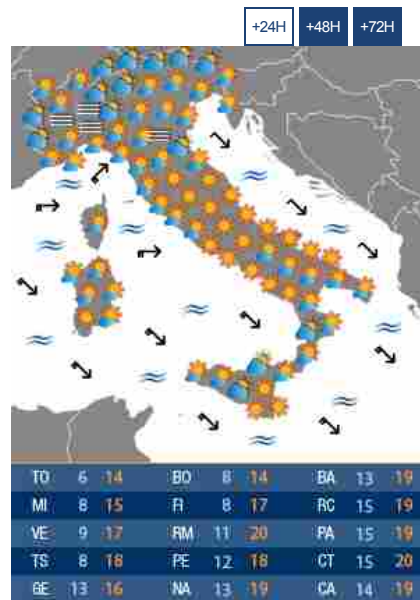 +24H +48H +72H
TO 6 14 BO 8 14 BA 13 19
MI 8 15 FI 8 17 RC 15 19
VE 9 17 RM 11 20 PA 15 19
TS 8 18 PE 12 18 CT 15 20
GE 13 16 NA 13 19 CA 14 19